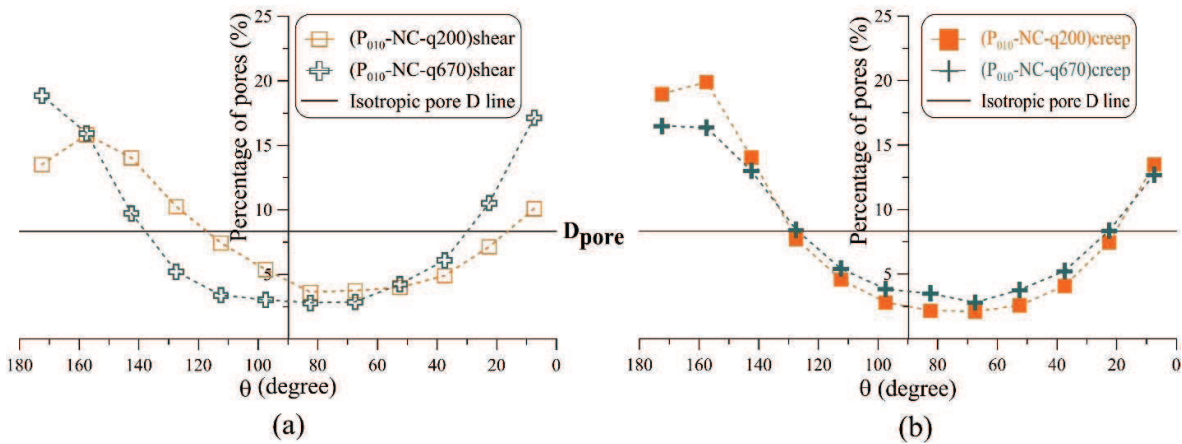 25
(P010-NC-q200)shear
(P010-NC-q670)shear
Isotropic pore D line
20
15
10
5
Percentage of pores (%)
180 160 140 120 100 80 60 40 20 0
θ (degree)
(a)
Dpore
25
(P010-NC-q200)creep
(P010-NC-q670)creep
Isotropic pore D line
20
15
10
5
Percentage of pores (%)
180 160 140 120 100 80 60 40 20 0
θ (degree)
(b)